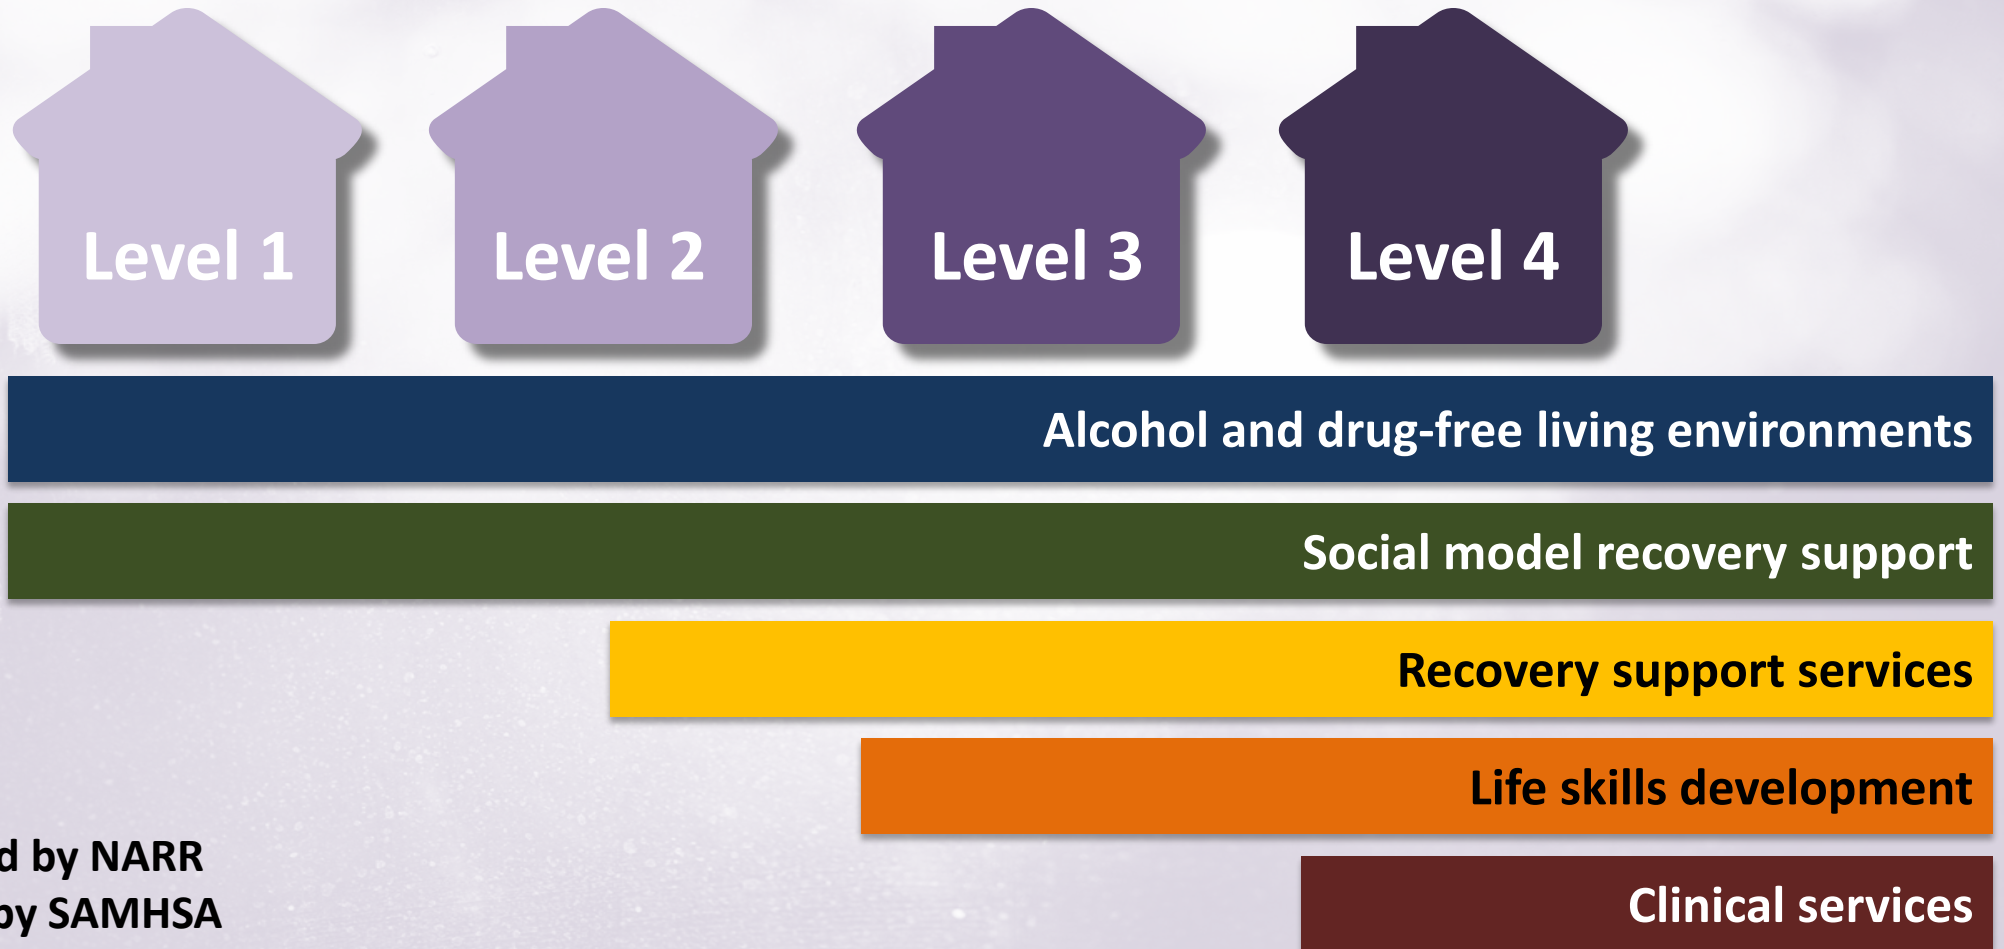 Level 1
Level 2
Level 3
Level 4
Alcohol and drug-free living environments
Social model recovery support
Recovery support services
Life skills development
by NARR
by SAMHSA
Clinical services